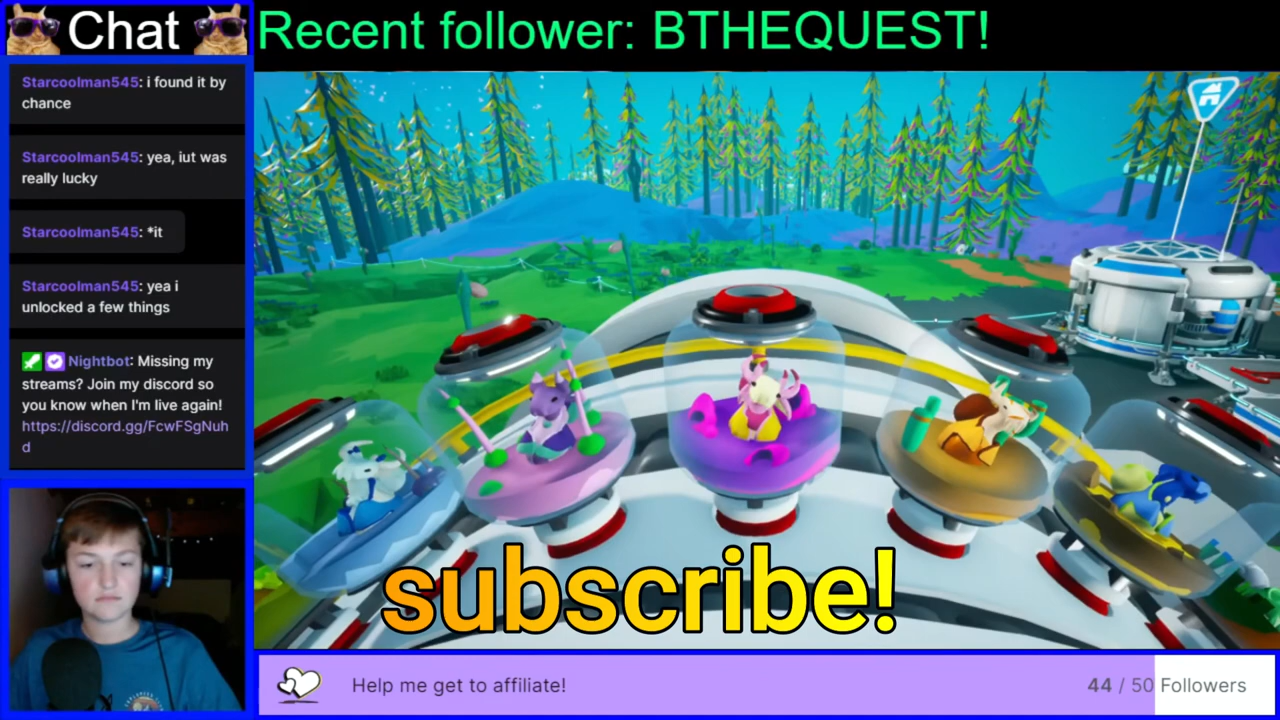 Chat
Recent follower: BTHEQUEST!
Starcoolman545: i found it by
chance
Starcoolman545: yea, iut was
really lucky
Starcoolman545: *it
Starcoolman545: yea i
unlocked a few things
Nightbot: Missing my
streams? Join my discord so
you know when I'm live again!
https://discord.gg/FcwFSgNuh
d
subscribe!
Help me get to affiliate!
44 / 50 Followers